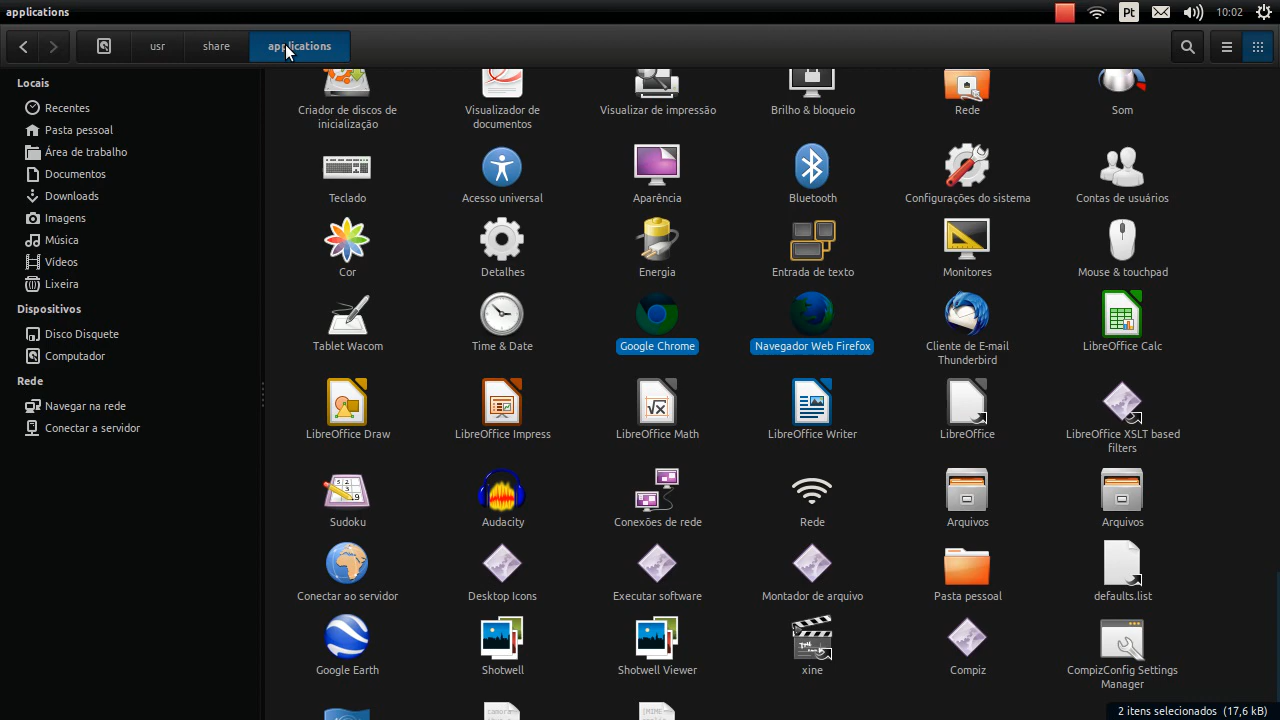 applications
Pt
10:02
usr
share
applications
Locais
Recentes
Pasta pessoal
Área de trabalho
Documentos
Downloads
Imagens
Música
Vídeos
Lixeira
Dispositivos
Disco Disquete
Computador
Rede
Navegar na rede
Conectar a servidor
Criador de discos de
inicialização
Visualizador de
documentos
Visualizar de impressão
Brilho & bloqueio
Rede
Som
Teclado
Acesso universal
Aparência
Bluetooth
Configurações do sistema
Contas de usuários
Cor
Detalhes
Energia
Entrada de texto
Monitores
Mouse & touchpad
Tablet Wacom
Time & Date
Google Chrome
Navegador Web Firefox
Cliente de E-mail
Thunderbird
LibreOffice Calc
LibreOffice Draw
LibreOffice Impress
LibreOffice Math
LibreOffice Writer
LibreOffice
LibreOffice XSLT based
filters
Sudoku
Audacity
Conexões de rede
Rede
Arquivos
Arquivos
Conectar ao servidor
Desktop Icons
Executar software
Montador de arquivo
Pasta pessoal
defaults.list
Google Earth
Shotwell
Shotwell Viewer
xine
Compiz
CompizConfig Settings
Manager
2 itens selecionados (17,6 kB)